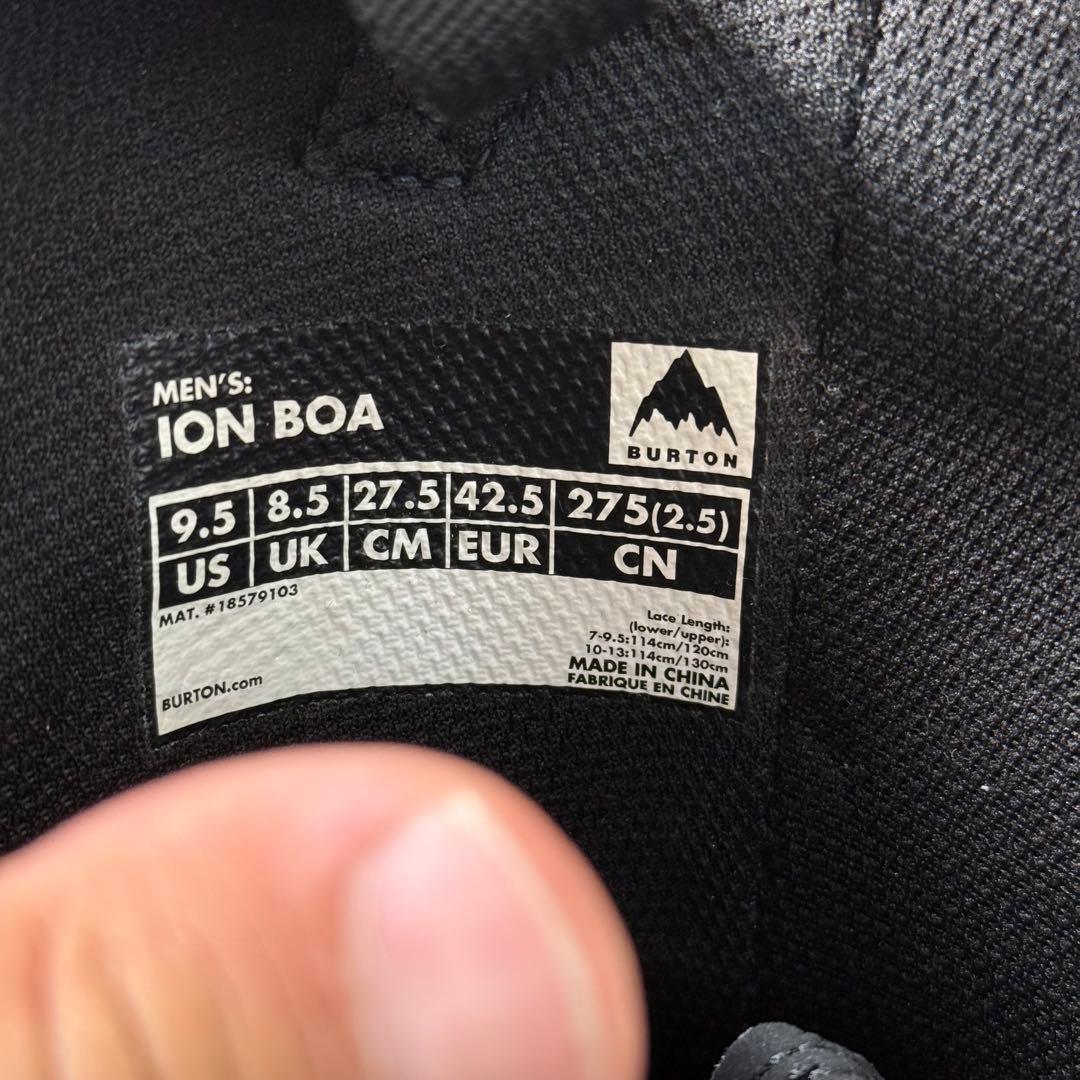 MEN'S:
ION BOA
BURTON
9.5 8.5 27.5 42.5 275(2.5)
US UK CM EUR CN
MAT. #18579103
Lace Length:
(lower/upper):
7-9.5:114cm/120cm
10-13:114cm/130cm
MADE IN CHINA
FABRIQUE EN CHINE
BURTON.com